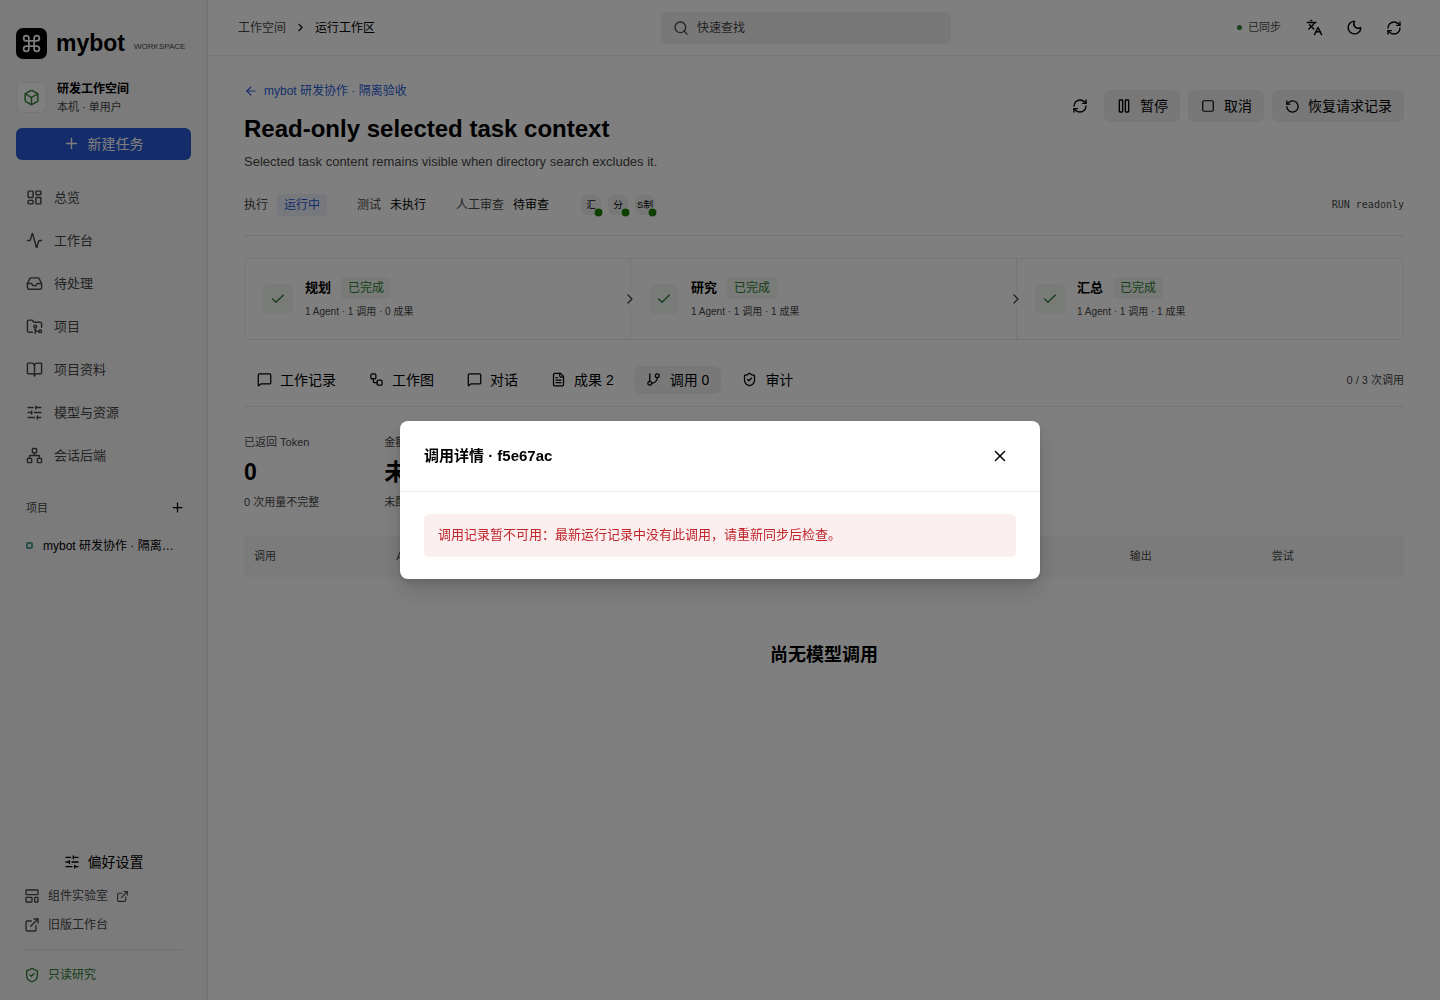 mybot WORKSPACE
研发工作空间
本机 · 单用户
新建任务
总览
工作台
待处理
项目
项目资料
模型与资源
会话后端
项目
mybot 研发协作 · 隔离…
偏好设置
组件实验室
旧版工作台
只读研究
工作空间 运行工作区
快速查找
已同步
mybot 研发协作 · 隔离验收
Read-only selected task context
Selected task content remains visible when directory search excludes it.
暂停 取消 恢复请求记录
执行 运行中 测试 未执行 人工审查 待审查 汇 分 S制
RUN readonly
规划 已完成
1 Agent · 1 调用 · 0 成果
研究 已完成
1 Agent · 1 调用 · 1 成果
汇总 已完成
1 Agent · 1 调用 · 1 成果
工作记录 工作图 对话 成果 2 调用 0 审计
0 / 3 次调用
已返回 Token
0
0 次用量不完整
调用详情 · f5e67ac
调用记录暂不可用：最新运行记录中没有此调用，请重新同步后检查。
调用 输出 尝试
尚无模型调用